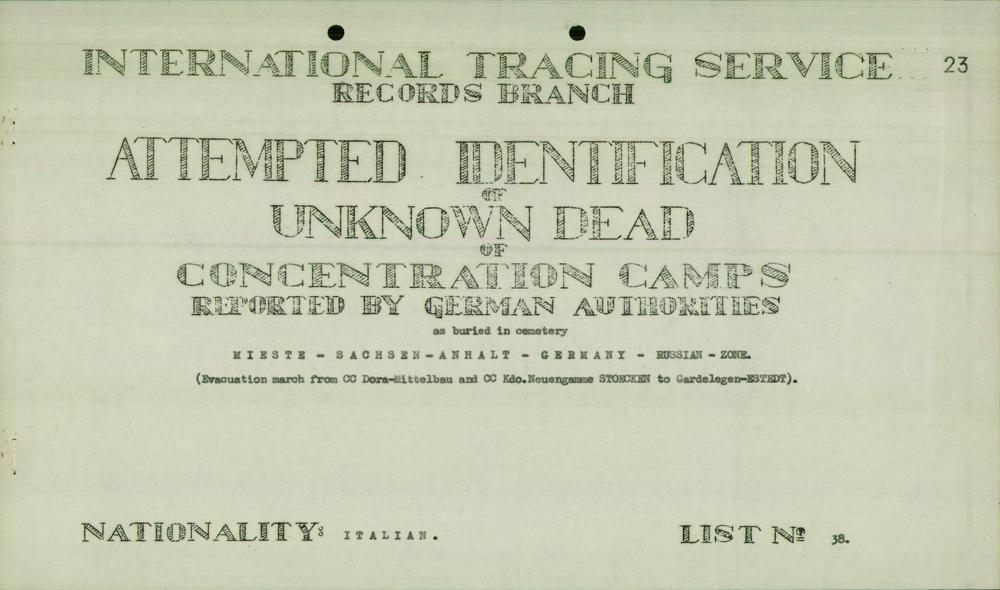 INTERNATIONAL TRACING SERVICE 23
RECORDS BRANCH
ATTEMPTED IDENTIFICATION
OF
UNKNOWN DEAD
OF
CONCENTRATION CAMPS
REPORTED BY GERMAN AUTHORITIES
as buried in cemetery
MIESTE - SACHSEN-ANHALT - GERMANY - RUSSIAN - ZONE.
(Evacuation march from CC Dora-Mittelbau and CC Kdo.Neuengamme STOECKEN to Gardelegen-ESTEDT).
NATIONALITY: ITALIAN. LIST No 38.